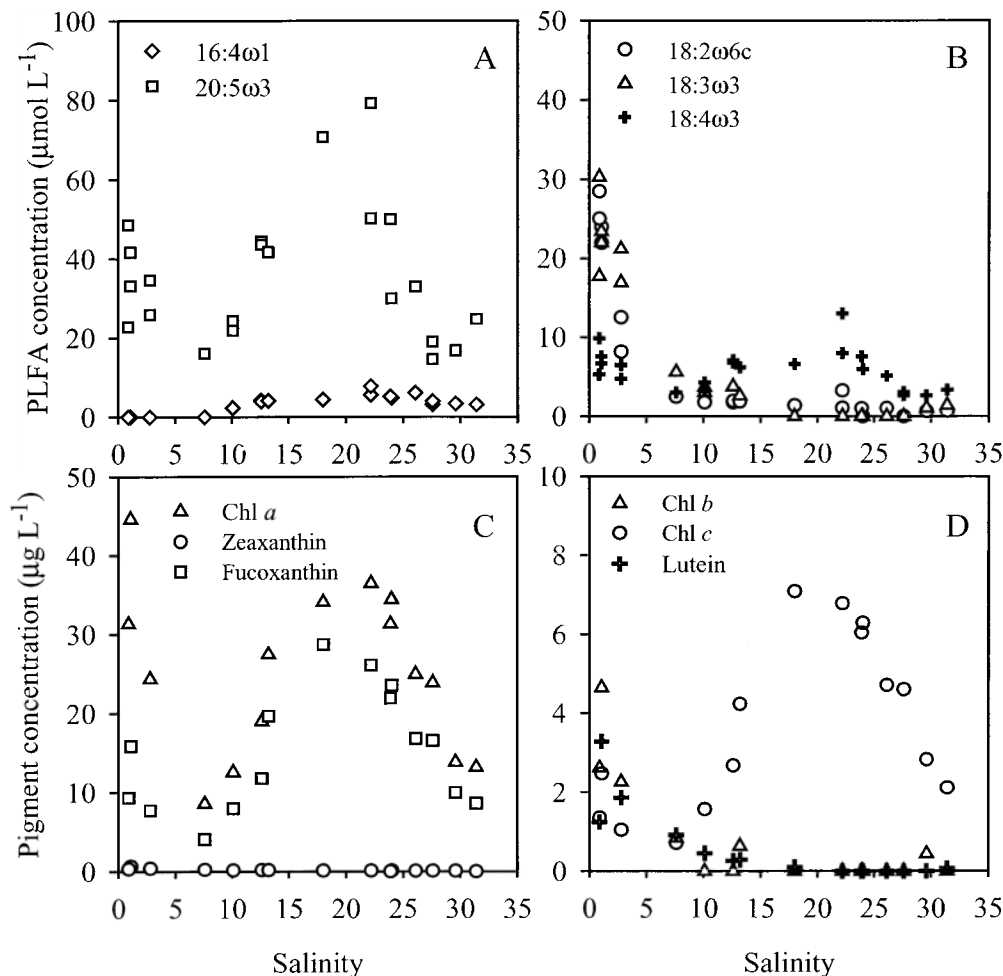 PLFA concentration (µmol L⁻¹)
100
80
60
40
20
0
16:4ω1
20:5ω3
A
0 5 10 15 20 25 30 35
50
40
30
20
10
0
18:2ω6c
18:3ω3
18:4ω3
B
0 5 10 15 20 25 30 35
Pigment concentration (µg L⁻¹)
50
40
30
20
10
0
Chl a
Zeaxanthin
Fucoxanthin
C
0 5 10 15 20 25 30 35
Salinity
10
8
6
4
2
0
Chl b
Chl c
Lutein
D
0 5 10 15 20 25 30 35
Salinity